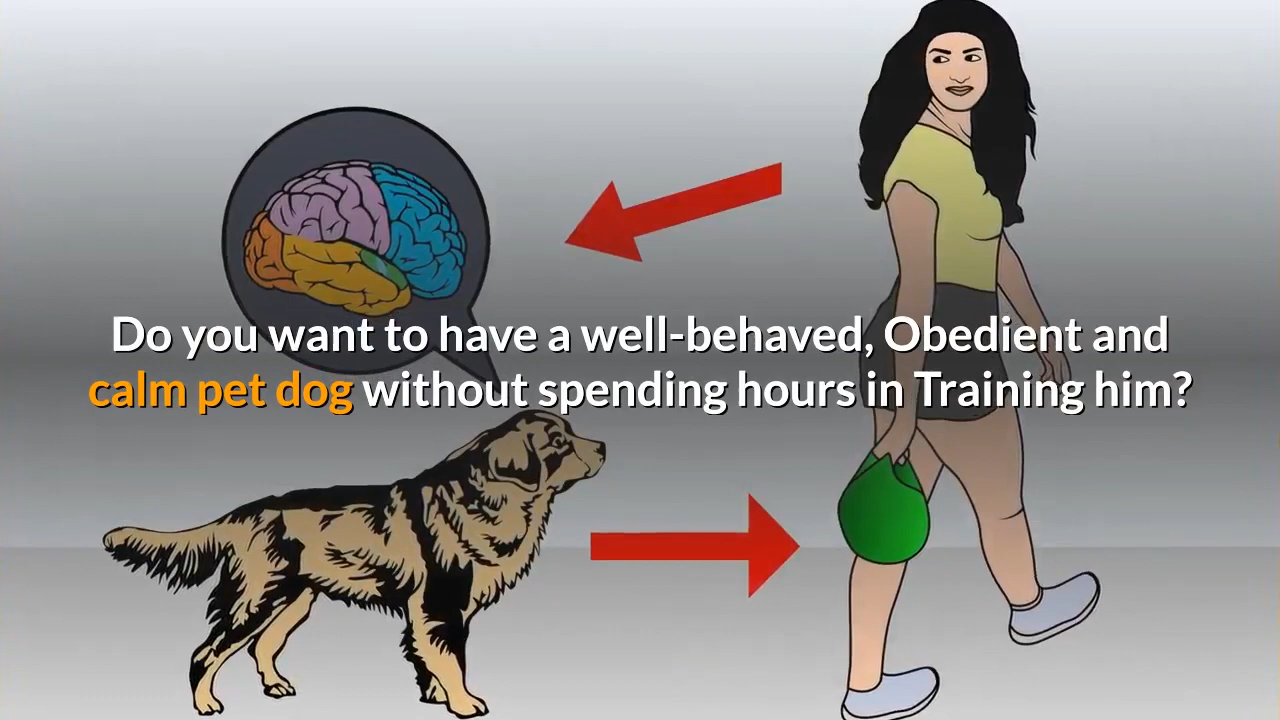 Do you want to have a well-behaved, Obedient and
calm pet dog without spending hours in Training him?